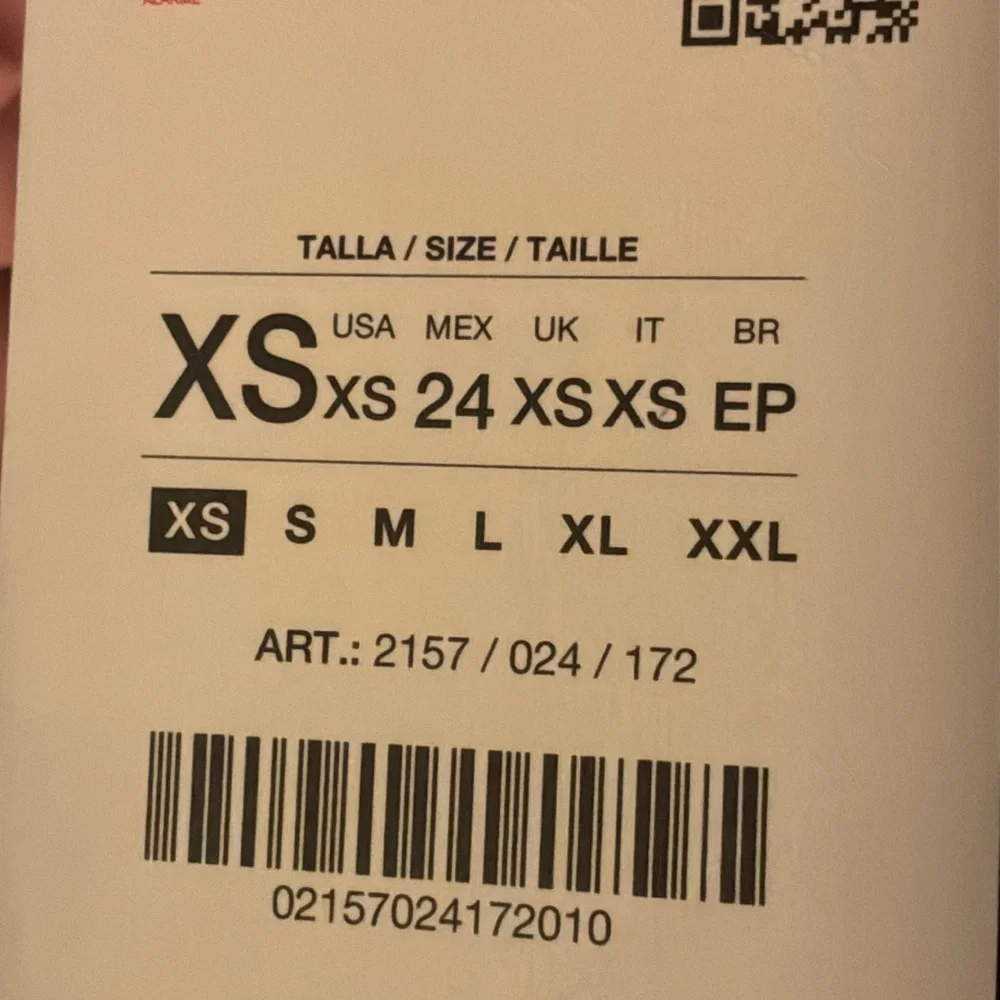 TALLA / SIZE / TAILLE
USA MEX UK IT BR
XS XS 24 XS XS EP
XS S M L XL XXL
ART.: 2157 / 024 / 172
02157024172010